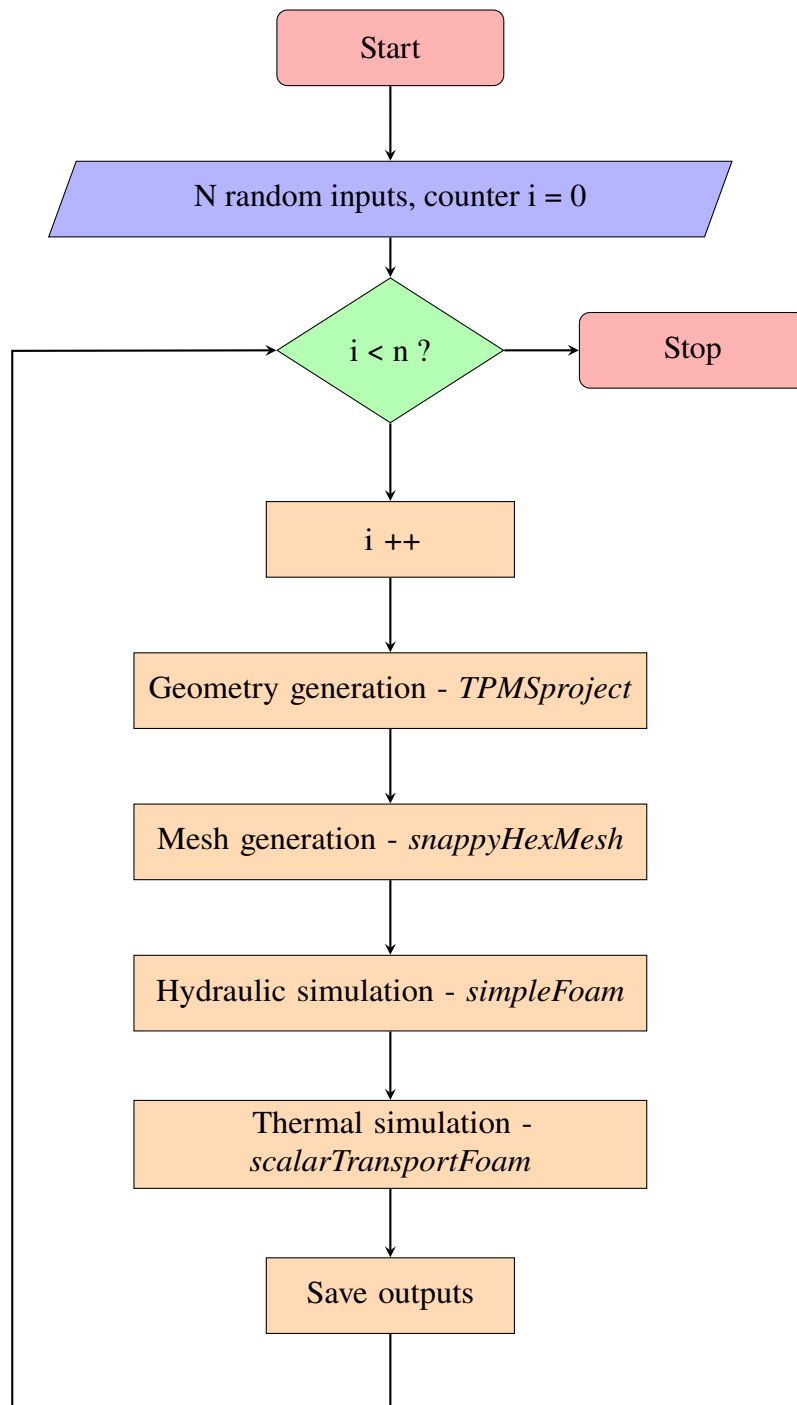 Start
N random inputs, counter i = 0
i < n ?
Stop
i ++
Geometry generation - TPMSproject
Mesh generation - snappyHexMesh
Hydraulic simulation - simpleFoam
Thermal simulation -
scalarTransportFoam
Save outputs